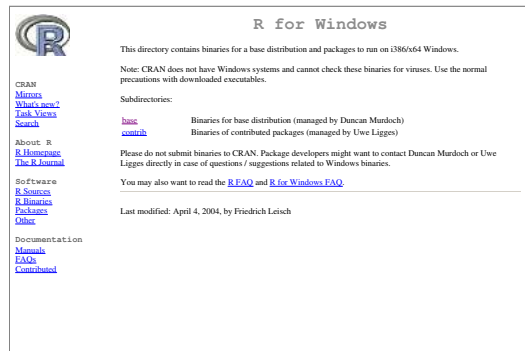 R
CRAN
Mirrors
What's new?
Task Views
Search
About R
R Homepage
The R Journal
Software
R Sources
R Binaries
Packages
Other
Documentation
Manuals
FAQs
Contributed
R for Windows
This directory contains binaries for a base distribution and packages to run on i386/x64 Windows.
Note: CRAN does not have Windows systems and cannot check these binaries for viruses. Use the normal
precautions with downloaded executables.
Subdirectories:
base Binaries for base distribution (managed by Duncan Murdoch)
contrib Binaries of contributed packages (managed by Uwe Ligges)
Please do not submit binaries to CRAN. Package developers might want to contact Duncan Murdoch or Uwe
Ligges directly in case of questions / suggestions related to Windows binaries.
You may also want to read the R FAQ and R for Windows FAQ.
Last modified: April 4, 2004, by Friedrich Leisch